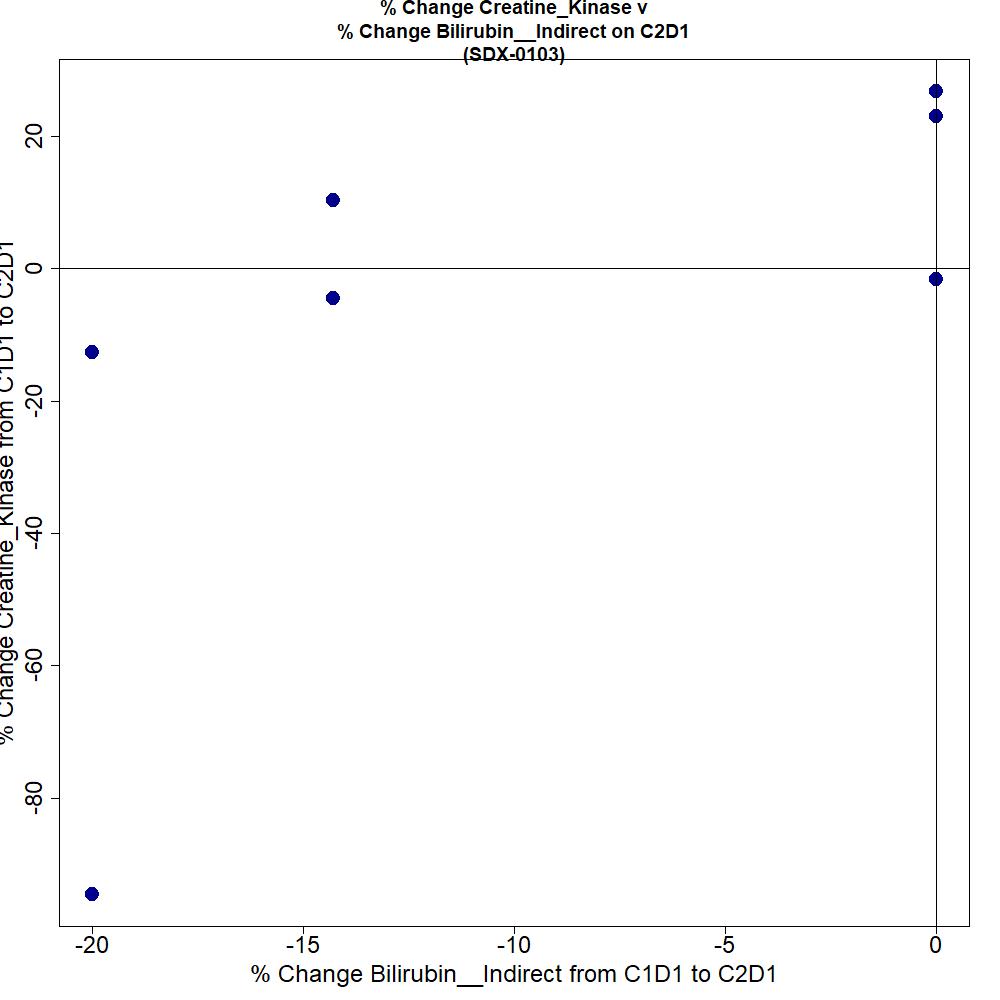 % Change Creatine_Kinase v
% Change Bilirubin__Indirect on C2D1
(SDX-0103)
% Change Creatine_Kinase from C1D1 to C2D1
20
0
-20
-40
-60
-80
-20
-15
-10
-5
0
% Change Bilirubin__Indirect from C1D1 to C2D1